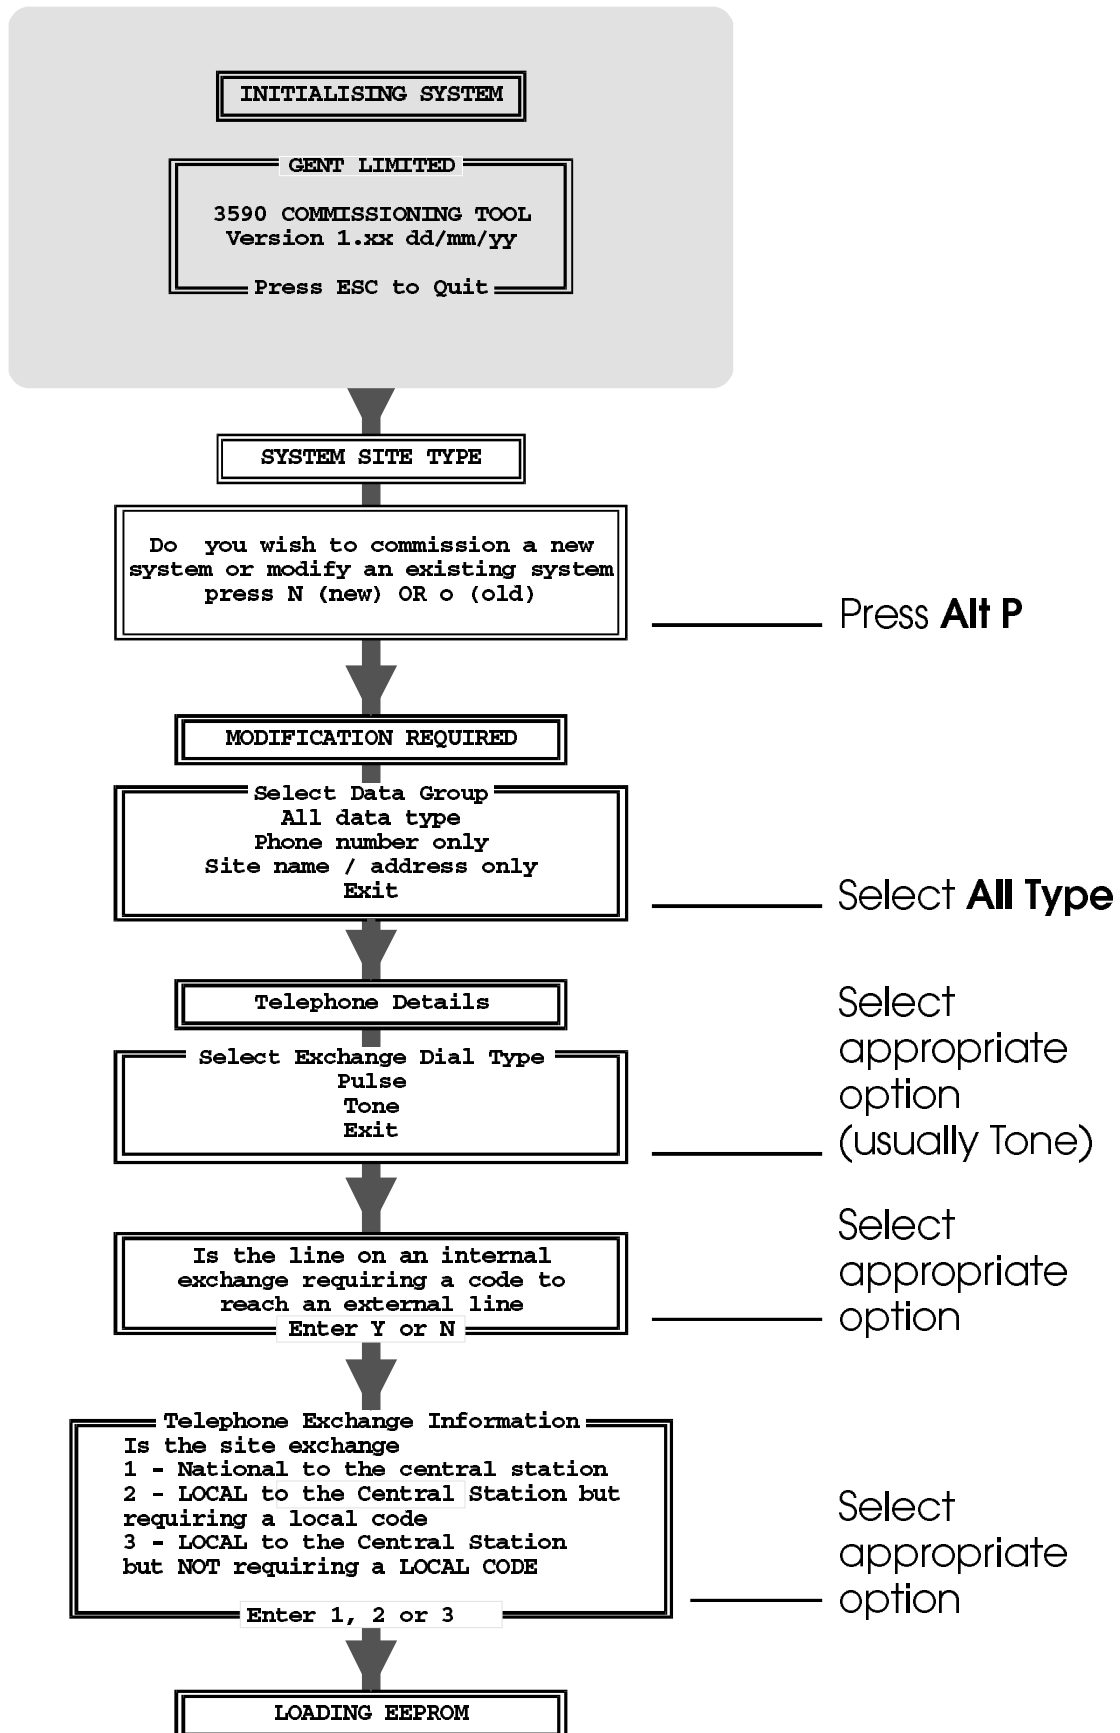 INITIALISING SYSTEM
GENT LIMITED
3590 COMMISSIONING TOOL
Version 1.xx dd/mm/yy
Press ESC to Quit
SYSTEM SITE TYPE
Do you wish to commission a new
system or modify an existing system
press N (new) OR o (old)
Press Alt P
MODIFICATION REQUIRED
Select Data Group
All data type
Phone number only
Site name / address only
Exit
Select All Type
Telephone Details
Select Exchange Dial Type
Pulse
Tone
Exit
Select
appropriate
option
(usually Tone)
Is the line on an internal
exchange requiring a code to
reach an external line
Enter Y or N
Select
appropriate
option
Telephone Exchange Information
Is the site exchange
1 - National to the central station
2 - LOCAL to the Central Station but
requiring a local code
3 - LOCAL to the Central Station
but NOT requiring a LOCAL CODE
Enter 1, 2 or 3
Select
appropriate
option
LOADING EEPROM